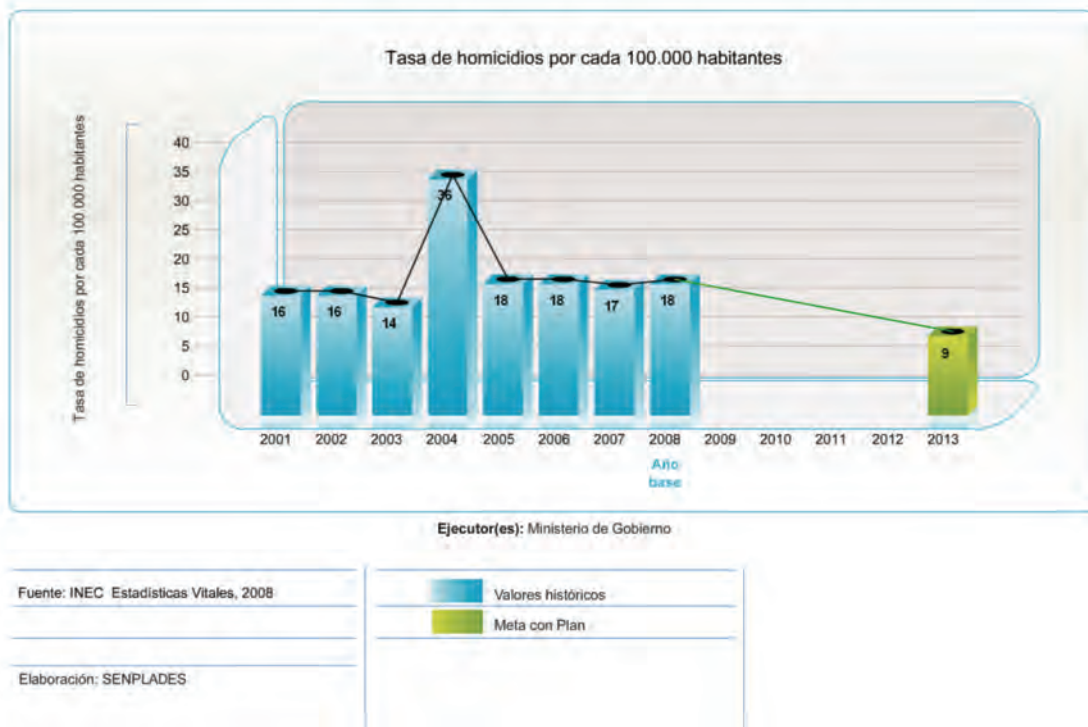 Tasa de homicidios por cada 100.000 habitantes
Tasa de homicidios por cada 100.000 habitantes
40
35
30
25
20
15
10
5
0
16
16
14
36
18
18
17
18
9
2001 2002 2003 2004 2005 2006 2007 2008 2009 2010 2011 2012 2013
Año
base
Ejecutor(es): Ministerio de Gobierno
Fuente: INEC Estadísticas Vitales, 2008
Valores históricos
Meta con Plan
Elaboración: SENPLADES